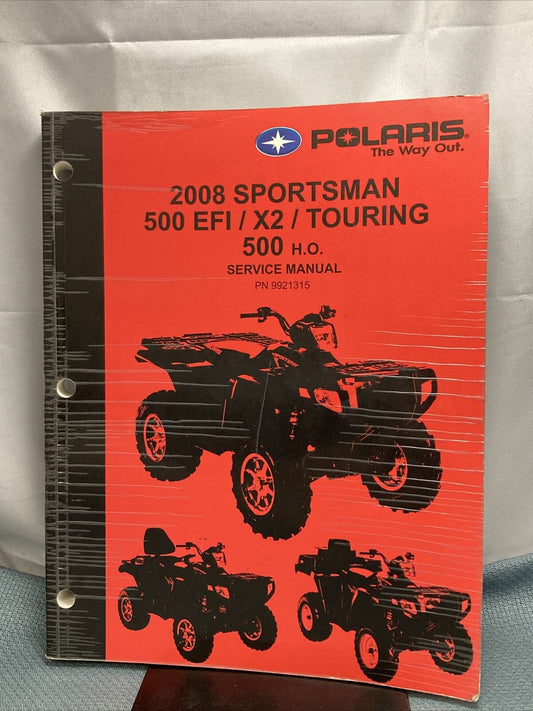 POLARIS®
The Way Out.
2008 SPORTSMAN
500 EFI / X2 / TOURING
500 H.O.
SERVICE MANUAL
PN 9921315